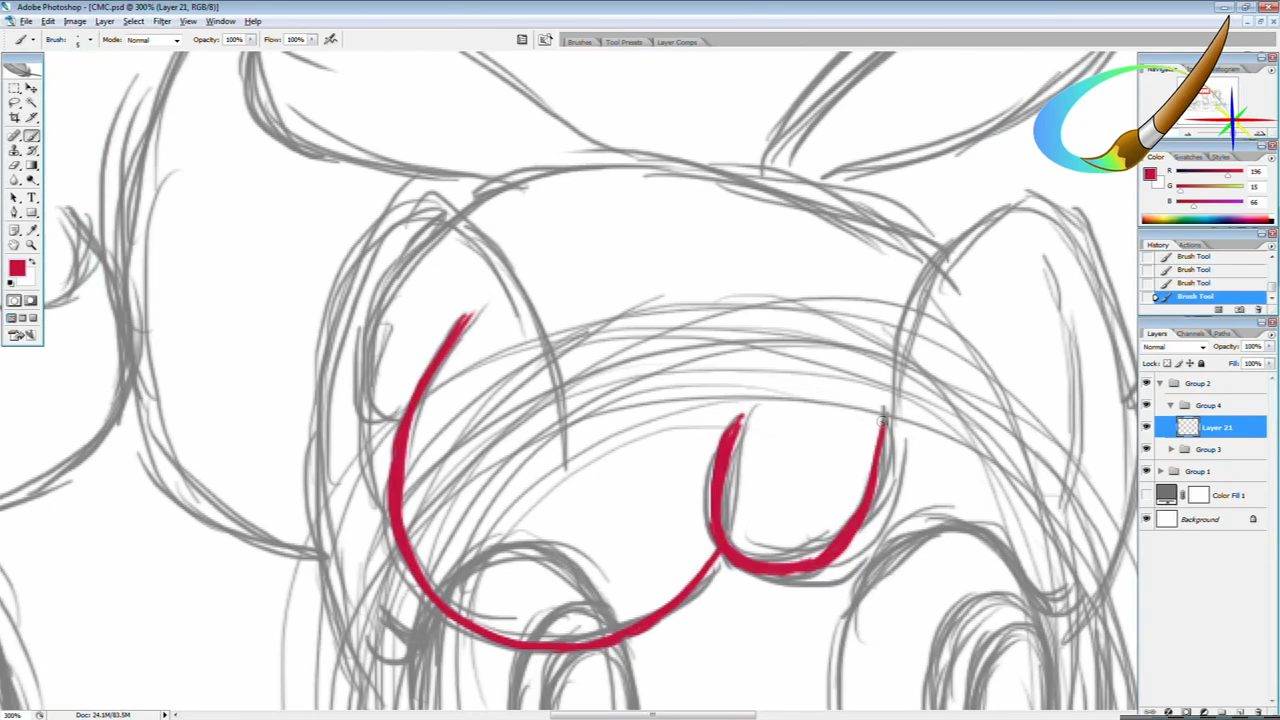 Adobe Photoshop - [CMC.psd @ 300% (Layer 21, RGB/8)]
File Edit Image Layer Select Filter View Window Help
Brush: 5 Mode: Normal Opacity: 100% Flow: 100% Brushes Tool Presets Layer Comps
Color Swatches Styles
R 196
G 15
B 66
History Actions
Brush Tool
Brush Tool
Brush Tool
Brush Tool
Layers Channels Paths
Normal Opacity: 100%
Lock: Fill: 100%
Group 2
Group 4
Layer 21
Group 3
Group 1
Color Fill 1
Background
300% Doc: 24.1M/83.5M